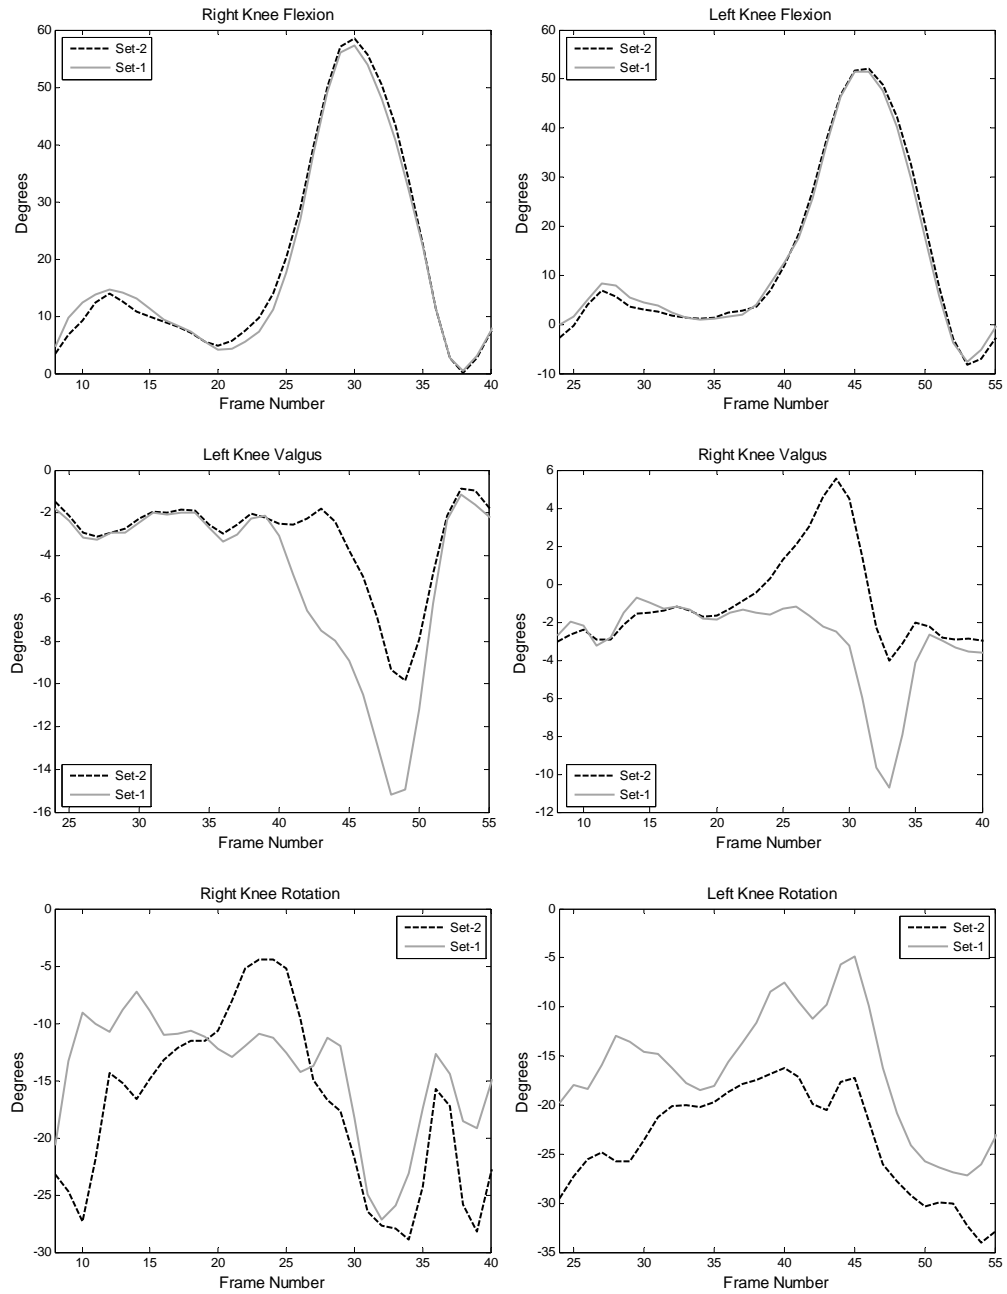 Right Knee Flexion
60
50
40
30
20
10
0
Degrees
Set-2
Set-1
10 15 20 25 30 35 40
Frame Number
Left Knee Flexion
60
50
40
30
20
10
0
-10
Degrees
Set-2
Set-1
25 30 35 40 45 50 55
Frame Number
Left Knee Valgus
0
-2
-4
-6
-8
-10
-12
-14
-16
Degrees
Set-2
Set-1
25 30 35 40 45 50 55
Frame Number
Right Knee Valgus
6
4
2
0
-2
-4
-6
-8
-10
-12
Degrees
Set-2
Set-1
10 15 20 25 30 35 40
Frame Number
Right Knee Rotation
0
-5
-10
-15
-20
-25
-30
Degrees
Set-2
Set-1
10 15 20 25 30 35 40
Frame Number
Left Knee Rotation
0
-5
-10
-15
-20
-25
-30
-35
Degrees
Set-2
Set-1
25 30 35 40 45 50 55
Frame Number